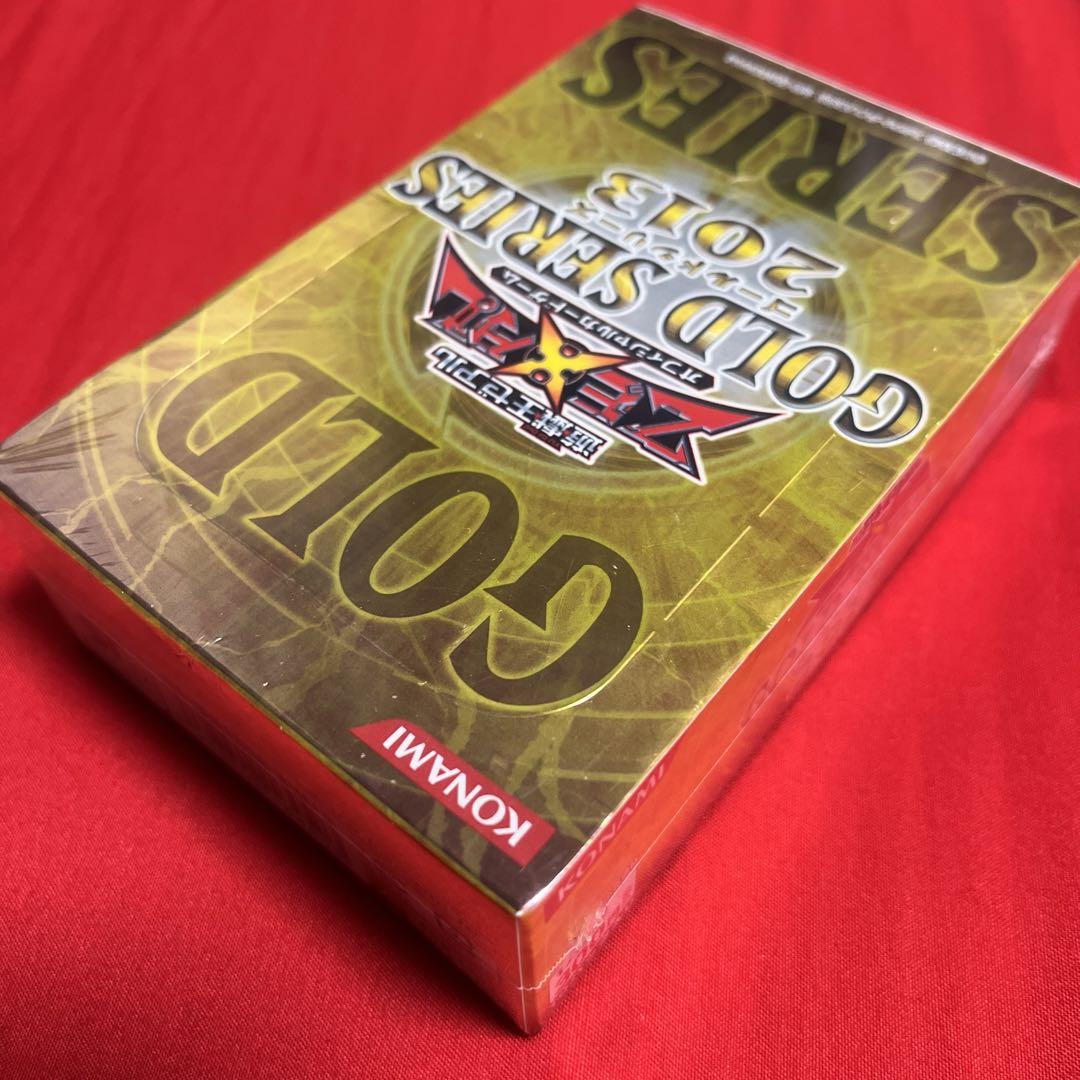 SERIES
GOLD SERIES
ゴールドシリーズ
2013
遊戯王ゼアル
ZEXAL
オフィシャルカードゲーム
GOLD
KONAMI
KONAMI